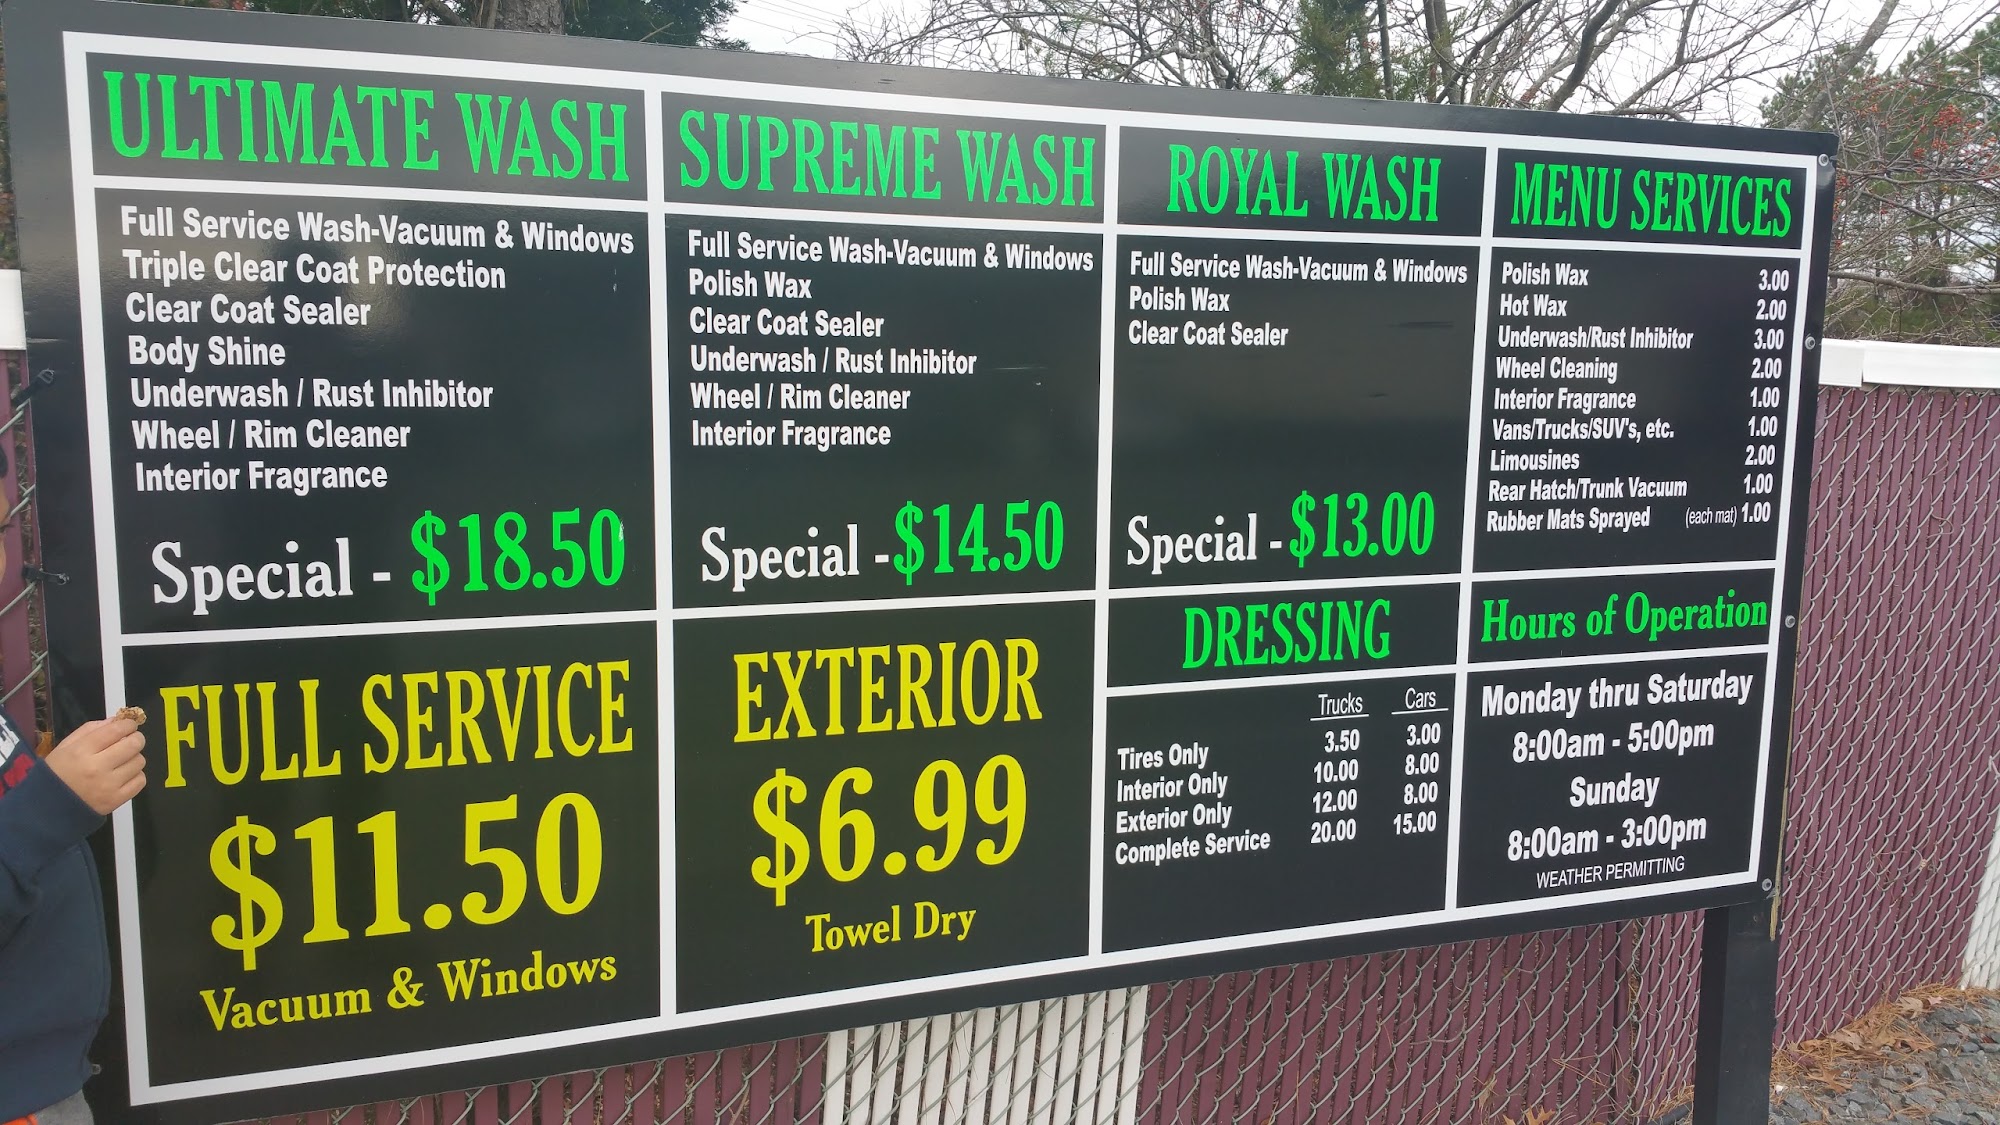 ULTIMATE WASH
Full Service Wash-Vacuum & Windows
Triple Clear Coat Protection
Clear Coat Sealer
Body Shine
Underwash / Rust Inhibitor
Wheel / Rim Cleaner
Interior Fragrance
Special - $18.50
SUPREME WASH
Full Service Wash-Vacuum & Windows
Polish Wax
Clear Coat Sealer
Underwash / Rust Inhibitor
Wheel / Rim Cleaner
Interior Fragrance
Special -$14.50
ROYAL WASH
Full Service Wash-Vacuum & Windows
Polish Wax
Clear Coat Sealer
Special - $13.00
MENU SERVICES
Polish Wax 3.00
Hot Wax 2.00
Underwash/Rust Inhibitor 3.00
Wheel Cleaning 2.00
Interior Fragrance 1.00
Vans/Trucks/SUV's, etc. 1.00
Limousines 2.00
Rear Hatch/Trunk Vacuum 1.00
Rubber Mats Sprayed (each mat) 1.00
FULL SERVICE
$11.50
Vacuum & Windows
EXTERIOR
$6.99
Towel Dry
DRESSING
Trucks Cars
Tires Only 3.50 3.00
Interior Only 10.00 8.00
Exterior Only 12.00 8.00
Complete Service 20.00 15.00
Hours of Operation
Monday thru Saturday
8:00am - 5:00pm
Sunday
8:00am - 3:00pm
WEATHER PERMITTING